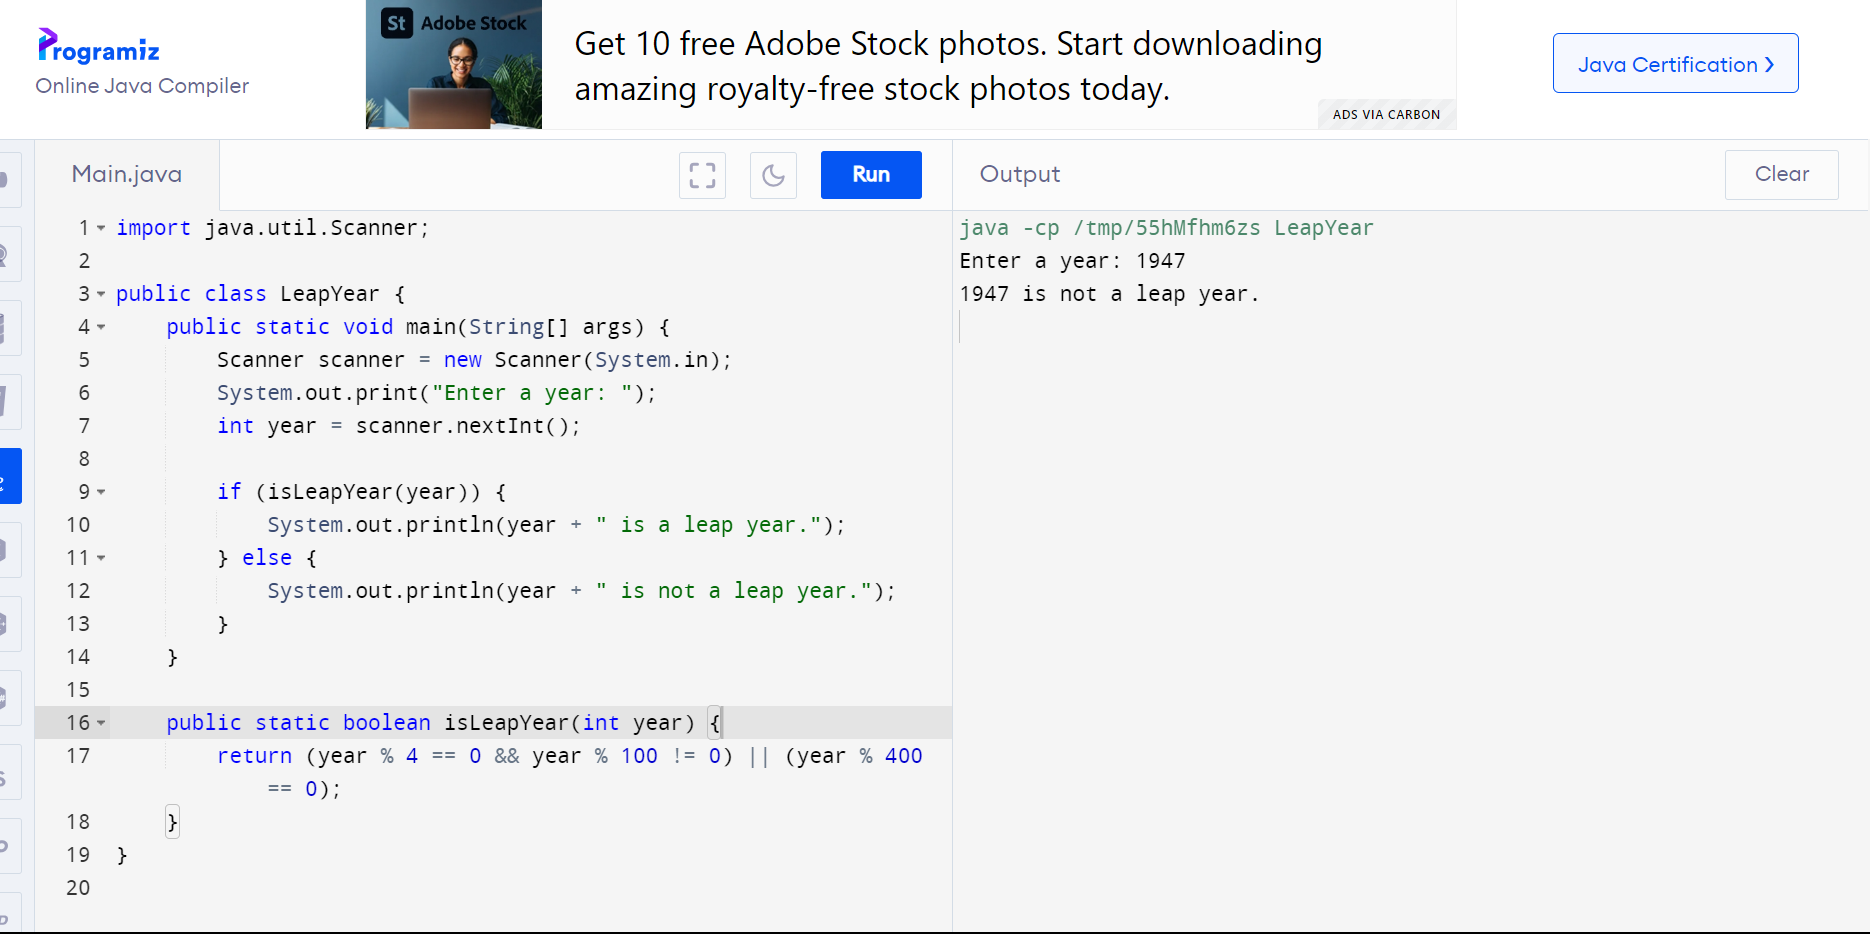 Programiz
Online Java Compiler
St Adobe Stock
Get 10 free Adobe Stock photos. Start downloading
amazing royalty-free stock photos today.
ADS VIA CARBON
Java Certification ❯
Main.java
Run
Output
Clear
1 import java.util.Scanner;
2
3 public class LeapYear {
4     public static void main(String[] args) {
5         Scanner scanner = new Scanner(System.in);
6         System.out.print("Enter a year: ");
7         int year = scanner.nextInt();
8
9         if (isLeapYear(year)) {
10             System.out.println(year + " is a leap year.");
11         } else {
12             System.out.println(year + " is not a leap year.");
13         }
14     }
15
16     public static boolean isLeapYear(int year) {
17         return (year % 4 == 0 && year % 100 != 0) || (year % 400
            == 0);
18     }
19 }
20
java -cp /tmp/55hMfhm6zs LeapYear
Enter a year: 1947
1947 is not a leap year.